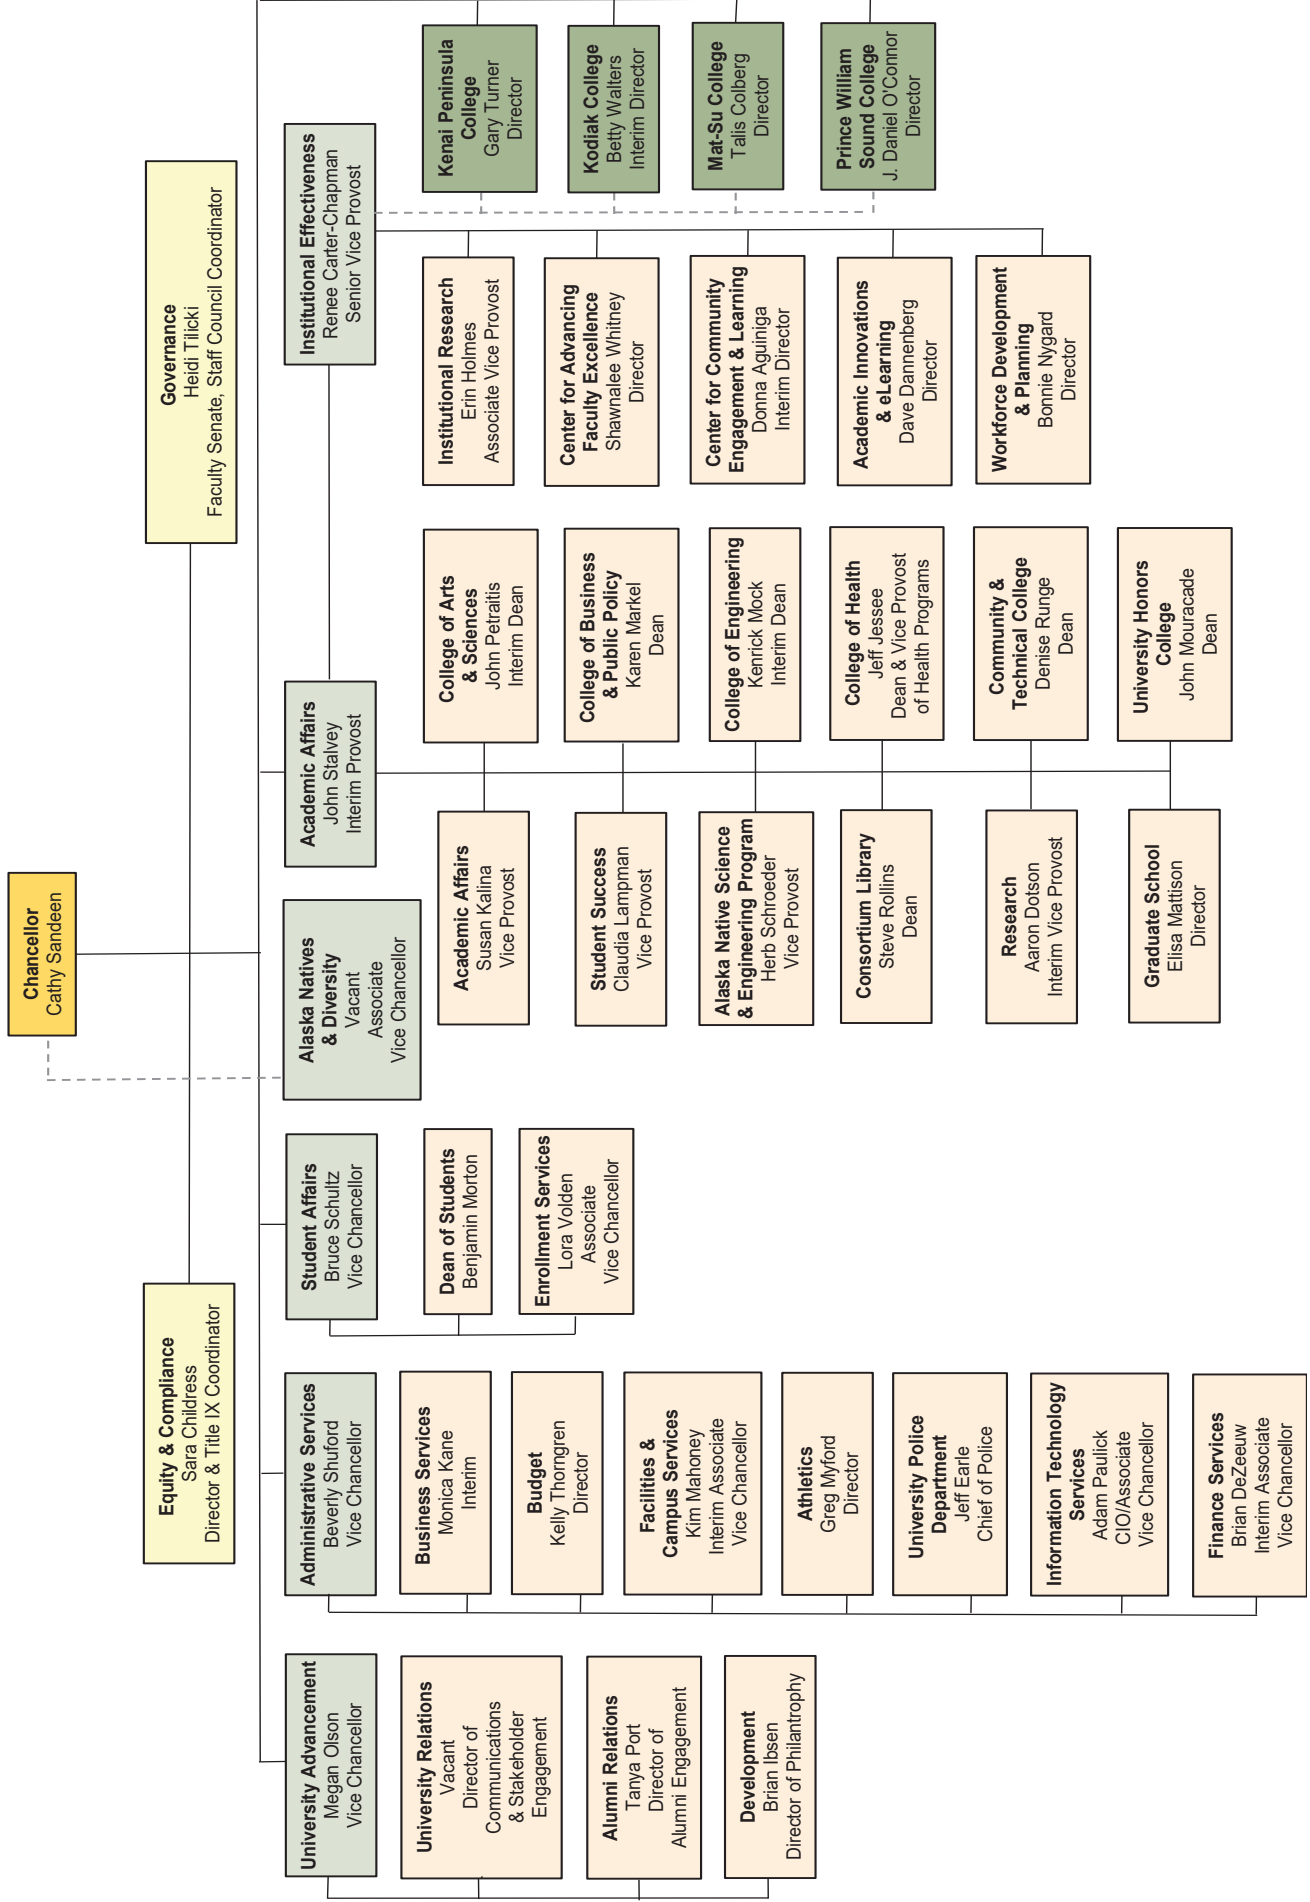 Chancellor
Cathy Sandeen
Equity & Compliance
Sara Childress
Director & Title IX Coordinator
Governance
Heidi Tilicki
Faculty Senate, Staff Council Coordinator
University Advancement
Megan Olson
Vice Chancellor
University Relations
Vacant
Director of
Communications
& Stakeholder
Engagement
Alumni Relations
Tanya Port
Director of
Alumni Engagement
Development
Brian Ibsen
Director of Philantrophy
Administrative Services
Beverly Shuford
Vice Chancellor
Business Services
Monica Kane
Interim
Budget
Kelly Thorngren
Director
Facilities &
Campus Services
Kim Mahoney
Interim Associate
Vice Chancellor
Athletics
Greg Myford
Director
University Police
Department
Jeff Earle
Chief of Police
Information Technology
Services
Adam Paulick
CIO/Associate
Vice Chancellor
Finance Services
Brian DeZeeuw
Interim Associate
Vice Chancellor
Student Affairs
Bruce Schultz
Vice Chancellor
Dean of Students
Benjamin Morton
Enrollment Services
Lora Volden
Associate
Vice Chancellor
Alaska Natives
& Diversity
Vacant
Associate
Vice Chancellor
Academic Affairs
John Stalvey
Interim Provost
Academic Affairs
Susan Kalina
Vice Provost
Student Success
Claudia Lampman
Vice Provost
Alaska Native Science
& Engineering Program
Herb Schroeder
Vice Provost
Consortium Library
Steve Rollins
Dean
Research
Aaron Dotson
Interim Vice Provost
Graduate School
Elisa Mattison
Director
College of Arts
& Sciences
John Petraitis
Interim Dean
College of Business
& Public Policy
Karen Markel
Dean
College of Engineering
Kenrick Mock
Interim Dean
College of Health
Jeff Jessee
Dean & Vice Provost
of Health Programs
Community &
Technical College
Denise Runge
Dean
University Honors
College
John Mouracade
Dean
Institutional Effectiveness
Renee Carter-Chapman
Senior Vice Provost
Institutional Research
Erin Holmes
Associate Vice Provost
Center for Advancing
Faculty Excellence
Shawnalee Whitney
Director
Center for Community
Engagement & Learning
Donna Aguiniga
Interim Director
Academic Innovations
& eLearning
Dave Dannenberg
Director
Workforce Development
& Planning
Bonnie Nygard
Director
Kenai Peninsula
College
Gary Turner
Director
Kodiak College
Betty Walters
Interim Director
Mat-Su College
Talis Colberg
Director
Prince William
Sound College
J. Daniel O'Connor
Director